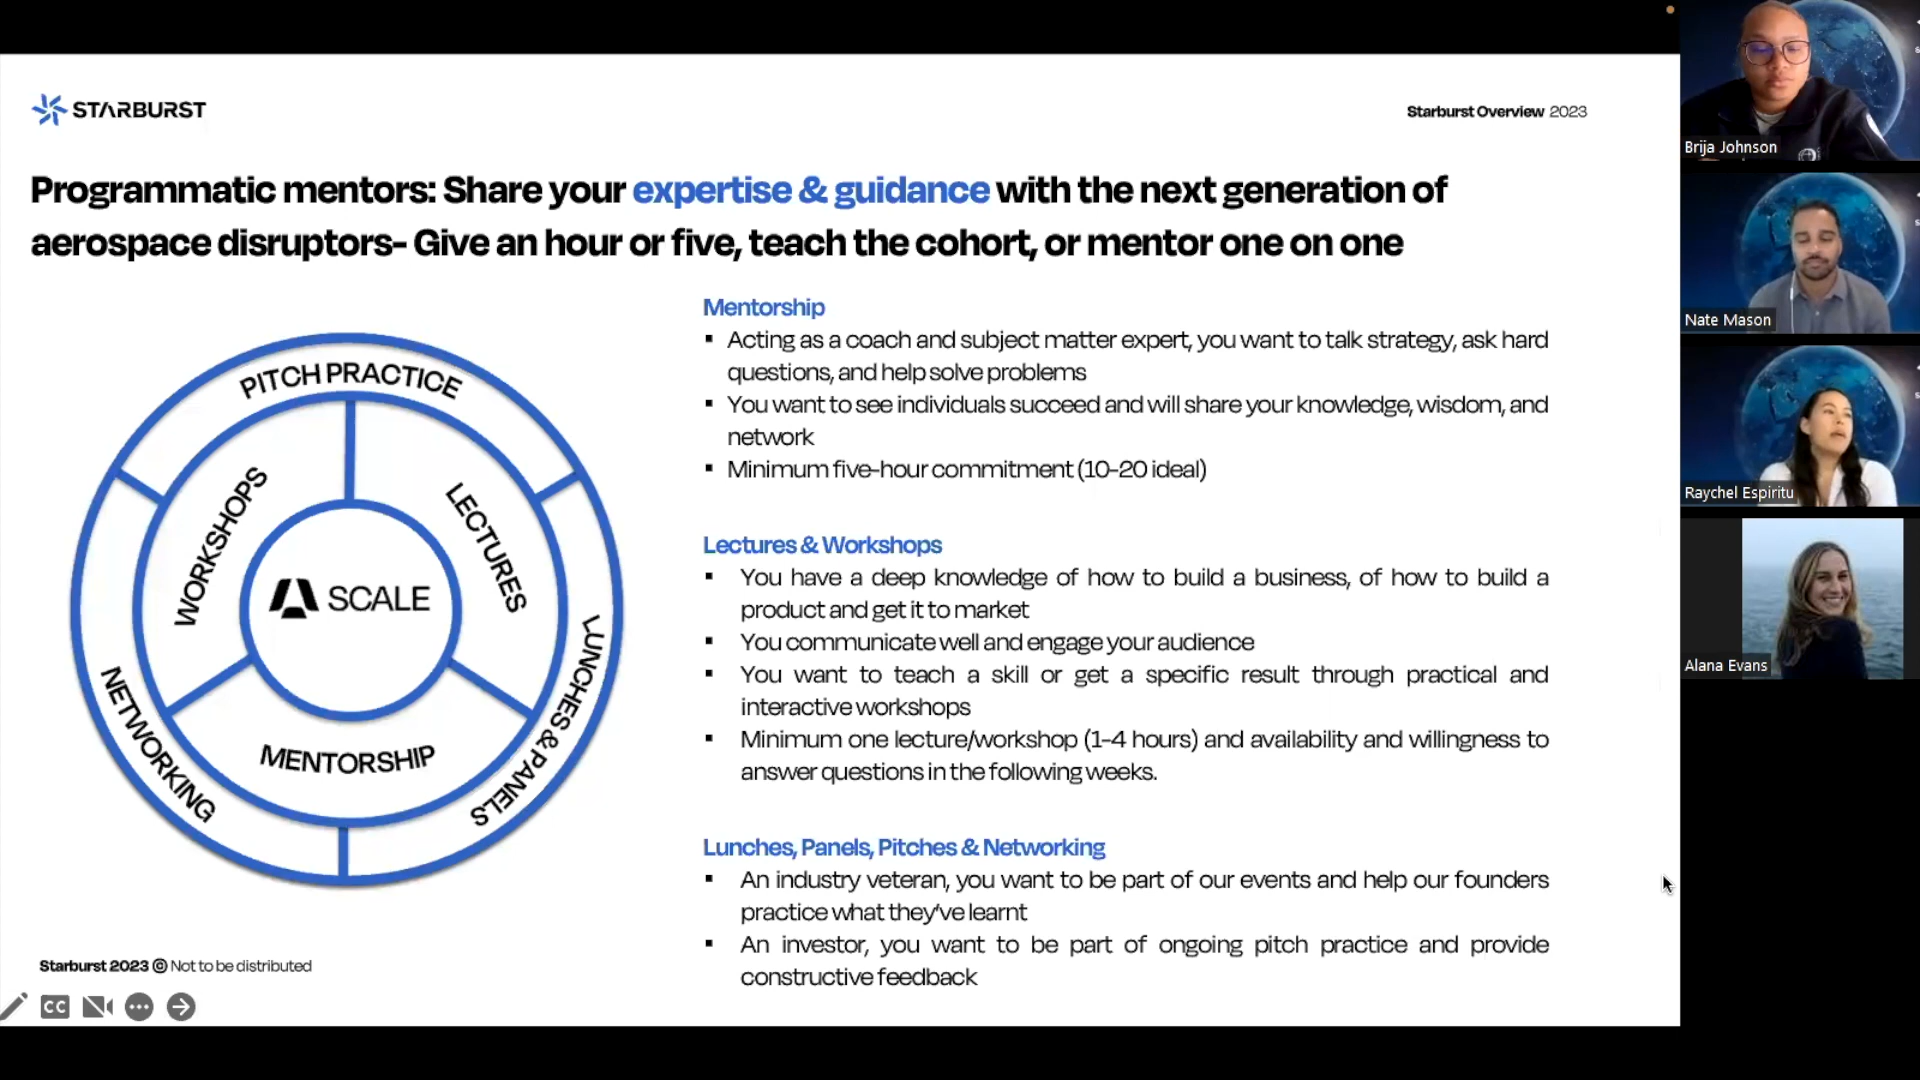 STARBURST
Starburst Overview 2023
Programmatic mentors: Share your expertise & guidance with the next generation of
aerospace disruptors- Give an hour or five, teach the cohort, or mentor one on one
PITCH PRACTICE
WORKSHOPS
LECTURES
SCALE
MENTORSHIP
NETWORKING
LUNCHES & PANELS
Mentorship
▪ Acting as a coach and subject matter expert, you want to talk strategy, ask hard
questions, and help solve problems
▪ You want to see individuals succeed and will share your knowledge, wisdom, and
network
▪ Minimum five-hour commitment (10-20 ideal)
Lectures & Workshops
▪ You have a deep knowledge of how to build a business, of how to build a
product and get it to market
▪ You communicate well and engage your audience
▪ You want to teach a skill or get a specific result through practical and
interactive workshops
▪ Minimum one lecture/workshop (1-4 hours) and availability and willingness to
answer questions in the following weeks.
Lunches, Panels, Pitches & Networking
▪ An industry veteran, you want to be part of our events and help our founders
practice what they've learnt
▪ An investor, you want to be part of ongoing pitch practice and provide
constructive feedback
Starburst 2023 © Not to be distributed
CC
Brija Johnson
Nate Mason
Raychel Espiritu
Alana Evans